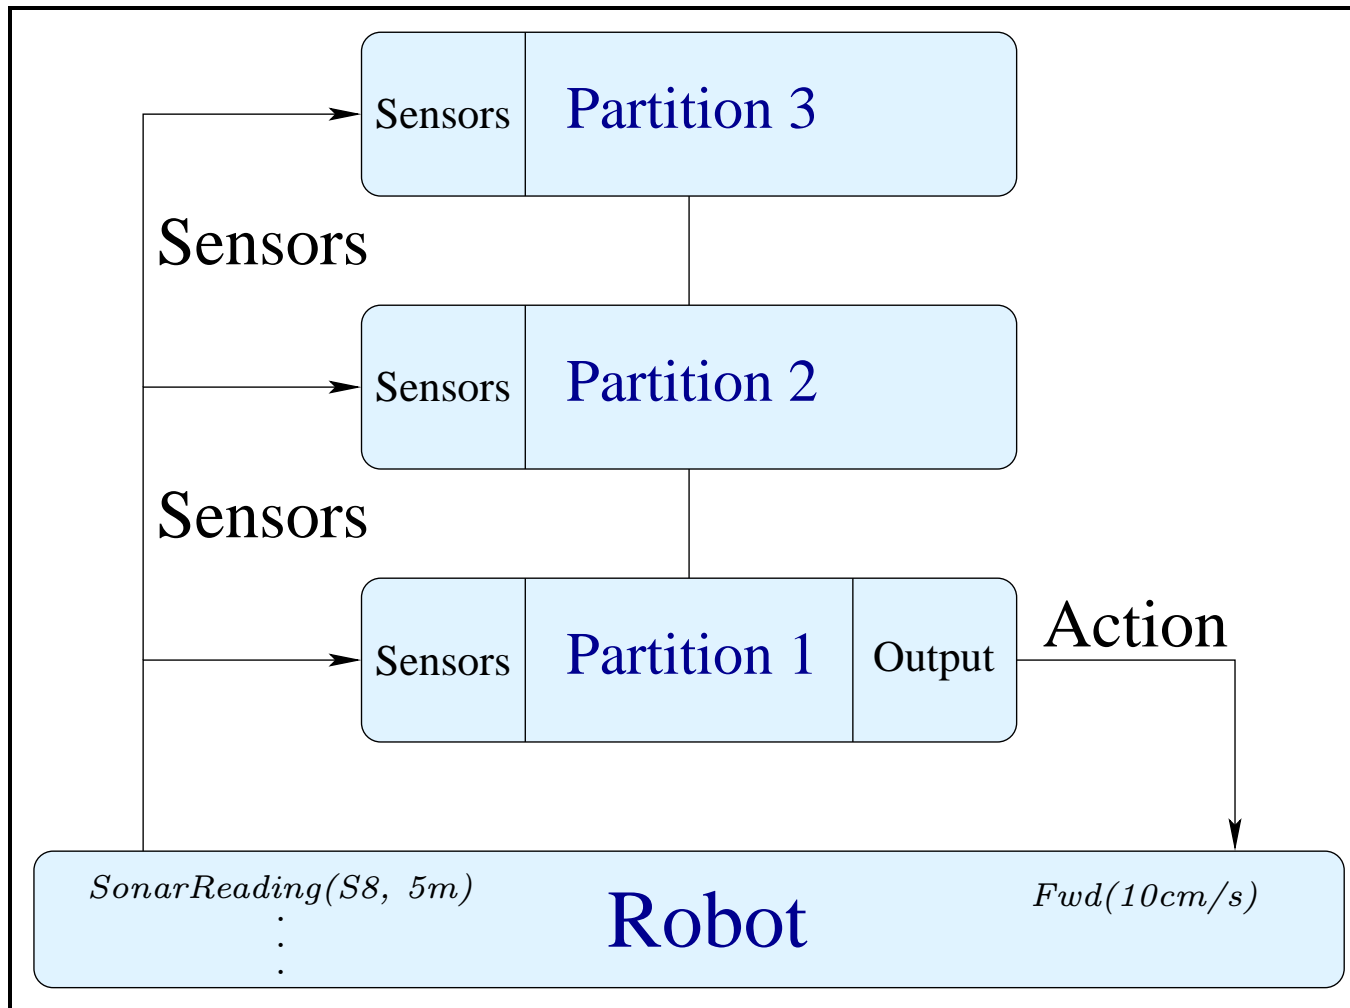 Sensors Partition 3
Sensors
Sensors Partition 2
Sensors
Sensors Partition 1 Output
Action
SonarReading(S8, 5m)
.
.
.
Robot
Fwd(10cm/s)